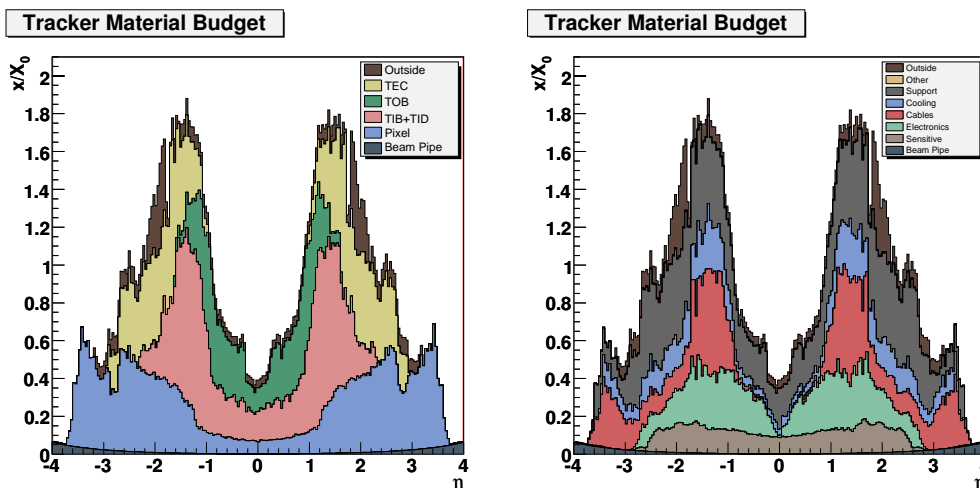 Tracker Material Budget
x/X0
2
1.8
1.6
1.4
1.2
1
0.8
0.6
0.4
0.2
0
-4 -3 -2 -1 0 1 2 3 4
η
Outside
TEC
TOB
TIB+TID
Pixel
Beam Pipe
Tracker Material Budget
x/X0
2
1.8
1.6
1.4
1.2
1
0.8
0.6
0.4
0.2
0
-4 -3 -2 -1 0 1 2 3
Outside
Other
Support
Cooling
Cables
Electronics
Sensitive
Beam Pipe